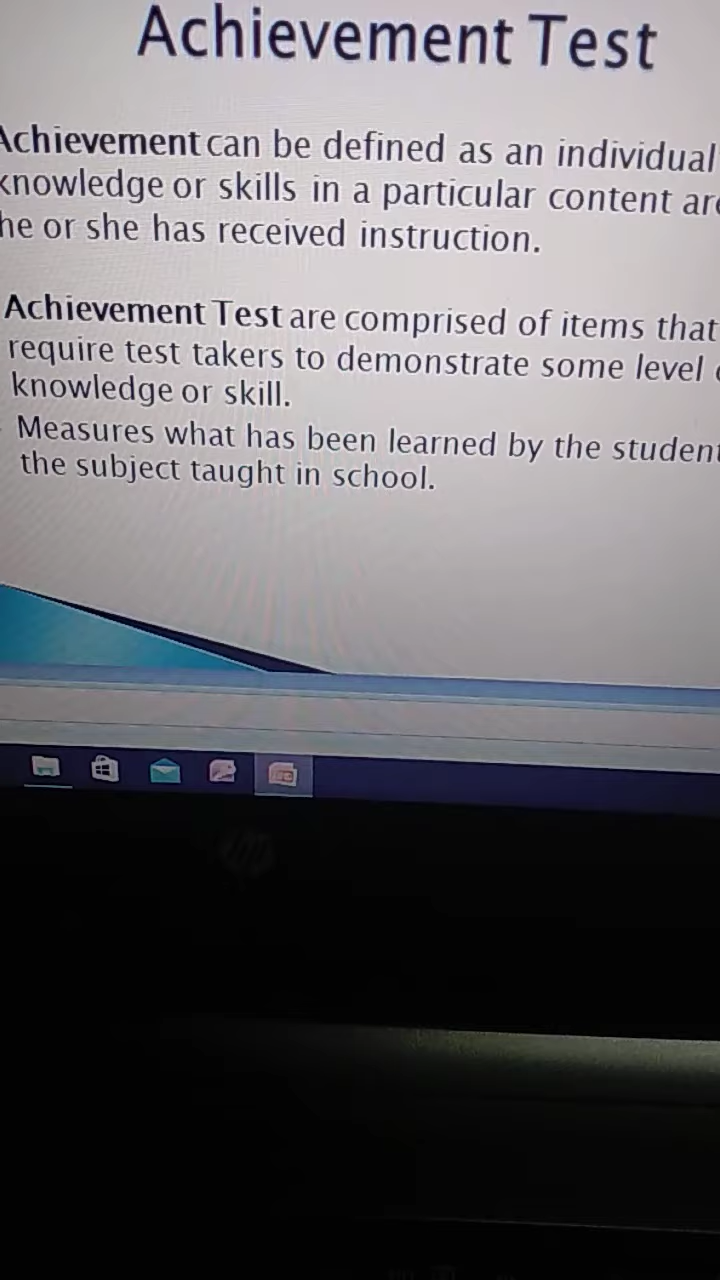 Achievement Test
Achievement can be defined as an individual
knowledge or skills in a particular content
he or she has received instruction.
Achievement Test are comprised of items that
require test takers to demonstrate some level
knowledge or skill.
Measures what has been learned by the
the subject taught in school.
hp